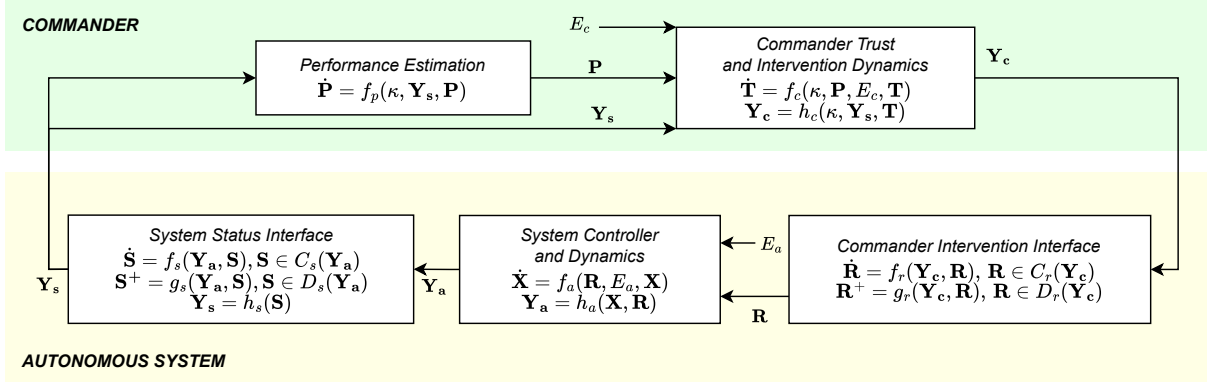 COMMANDER
E_c
Performance Estimation
Ṗ = f_p(κ, Y_s, P)
P
Y_s
Commander Trust
and Intervention Dynamics
Ṫ = f_c(κ, P, E_c, T)
Y_c = h_c(κ, Y_s, T)
Y_c
System Status Interface
Ṡ = f_s(Y_a, S), S ∈ C_s(Y_a)
S⁺ = g_s(Y_a, S), S ∈ D_s(Y_a)
Y_s = h_s(S)
Y_s
Y_a
System Controller
and Dynamics
Ẋ = f_a(R, E_a, X)
Y_a = h_a(X, R)
E_a
R
Commander Intervention Interface
Ṙ = f_r(Y_c, R), R ∈ C_r(Y_c)
R⁺ = g_r(Y_c, R), R ∈ D_r(Y_c)
AUTONOMOUS SYSTEM